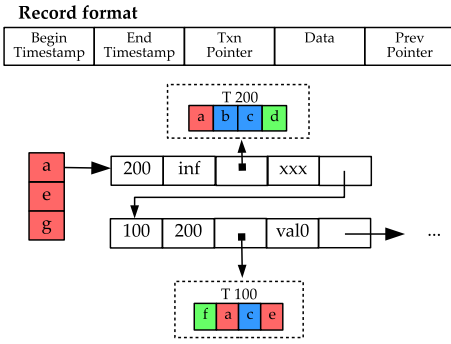 Record format
Begin Timestamp
End Timestamp
Txn Pointer
Data
Prev Pointer
T 200
a b c d
a
e
g
200 inf xxx
100 200 val0 ...
T 100
f a c e